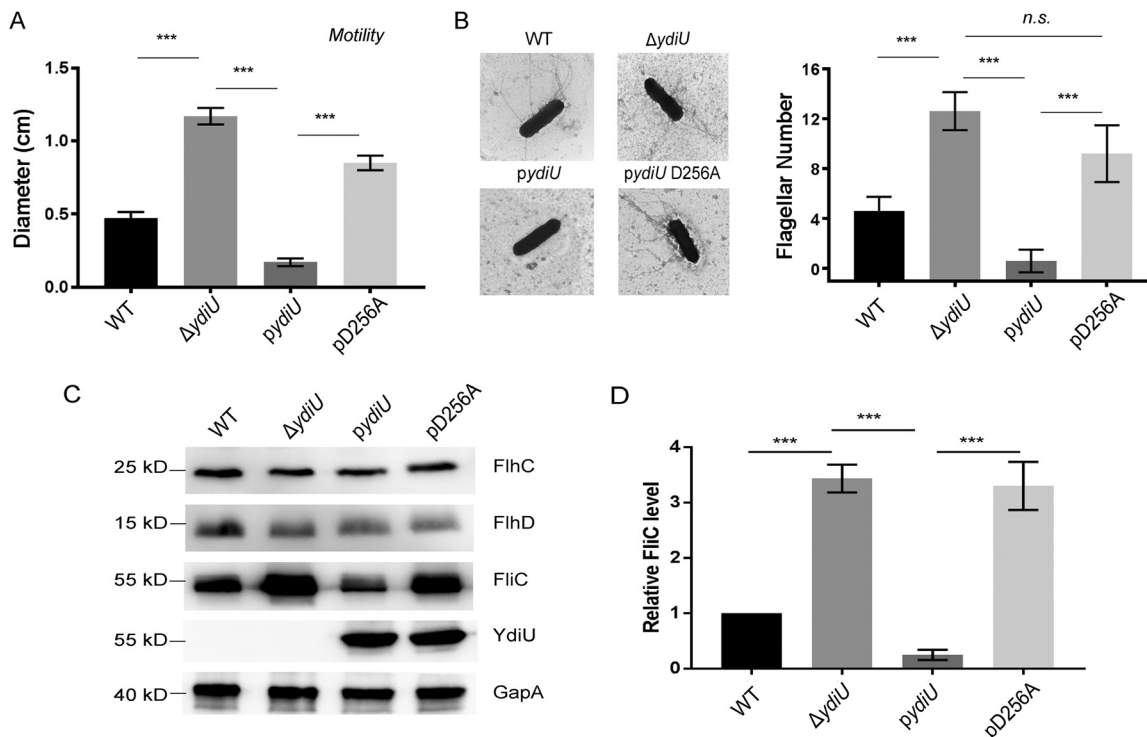 A
Motility
***
***
***
Diameter (cm)
1.5
1.0
0.5
0.0
WT
ΔydiU
pydiU
pD256A
B
WT
ΔydiU
pydiU
pydiU D256A
n.s.
***
***
***
Flagellar Number
16
12
8
4
0
WT
ΔydiU
pydiU
pD256A
C
WT
ΔydiU
pydiU
pD256A
25 kD
FlhC
15 kD
FlhD
55 kD
FliC
55 kD
YdiU
40 kD
GapA
D
***
***
***
Relative FliC level
4
3
2
1
0
WT
ΔydiU
pydiU
pD256A